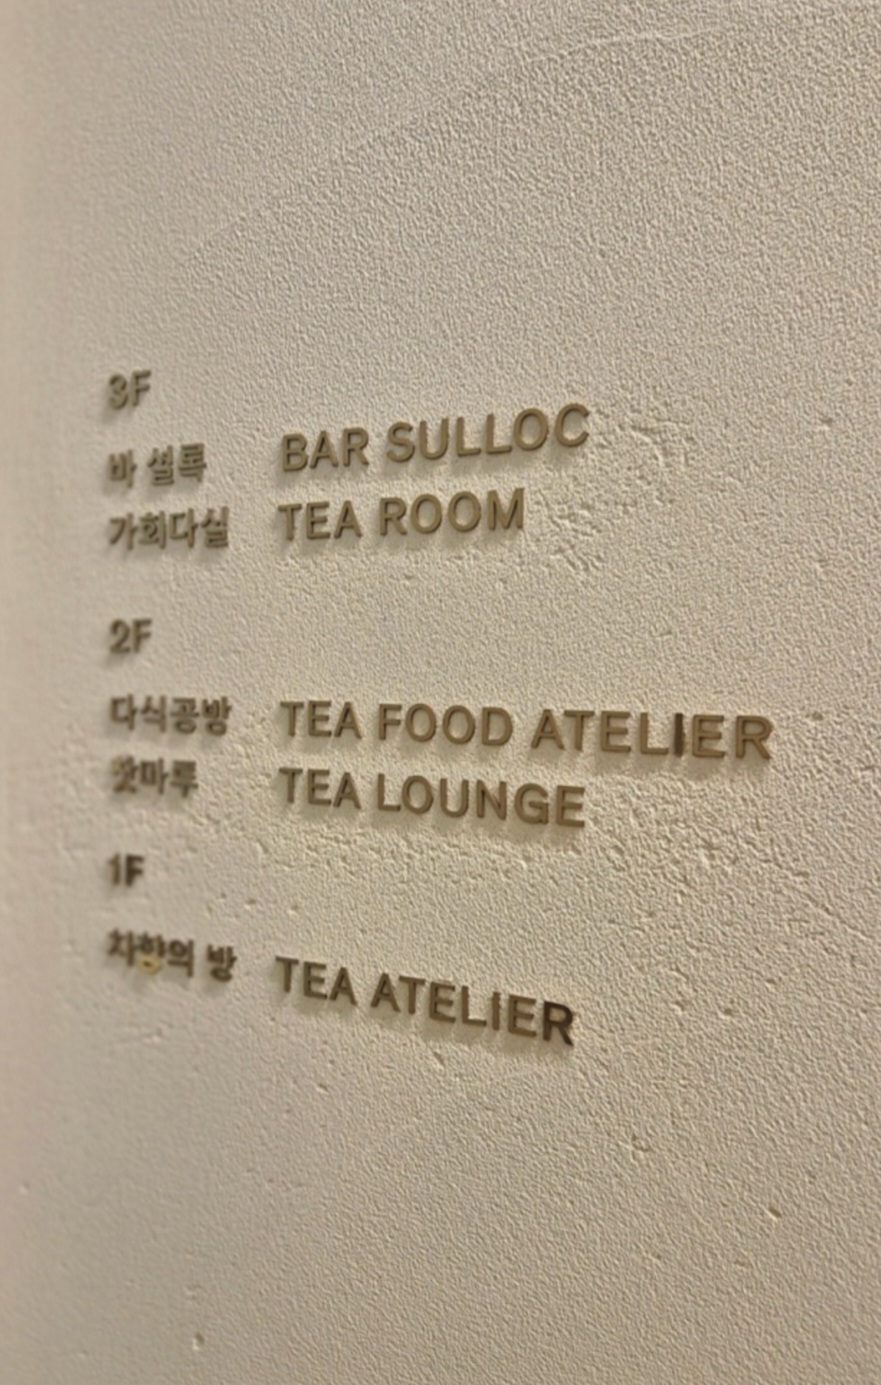 3F
바 설록 BAR SULLOC
가회다실 TEA ROOM
2F
다식공방 TEA FOOD ATELIER
찻마루 TEA LOUNGE
1F
차향의 방 TEA ATELIER